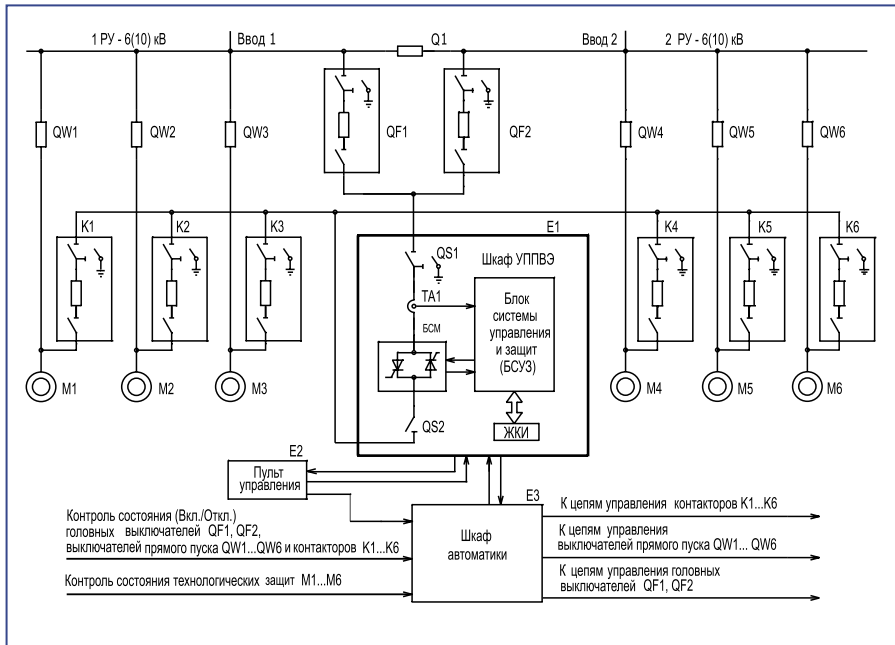 1 РУ - 6(10) кВ
Ввод 1
Q1
Ввод 2
2 РУ - 6(10) кВ
QW1
QW2
QW3
QF1
QF2
QW4
QW5
QW6
K1
K2
K3
E1
K4
K5
K6
QS1
Шкаф УППВЭ
TA1
БСМ
Блок
системы
управления
и защит
(БСУЗ)
M1
M2
M3
M4
M5
M6
QS2
ЖКИ
E2
Пульт
управления
E3
Шкаф
автоматики
Контроль состояния (Вкл./Откл.)
головных выключателей QF1, QF2,
выключателей прямого пуска QW1...QW6 и контакторов K1...K6
Контроль состояния технологических защит M1...M6
К цепям управления контакторов K1...K6
К цепям управления
выключателей прямого пуска QW1... QW6
К цепям управления головных
выключателей QF1, QF2